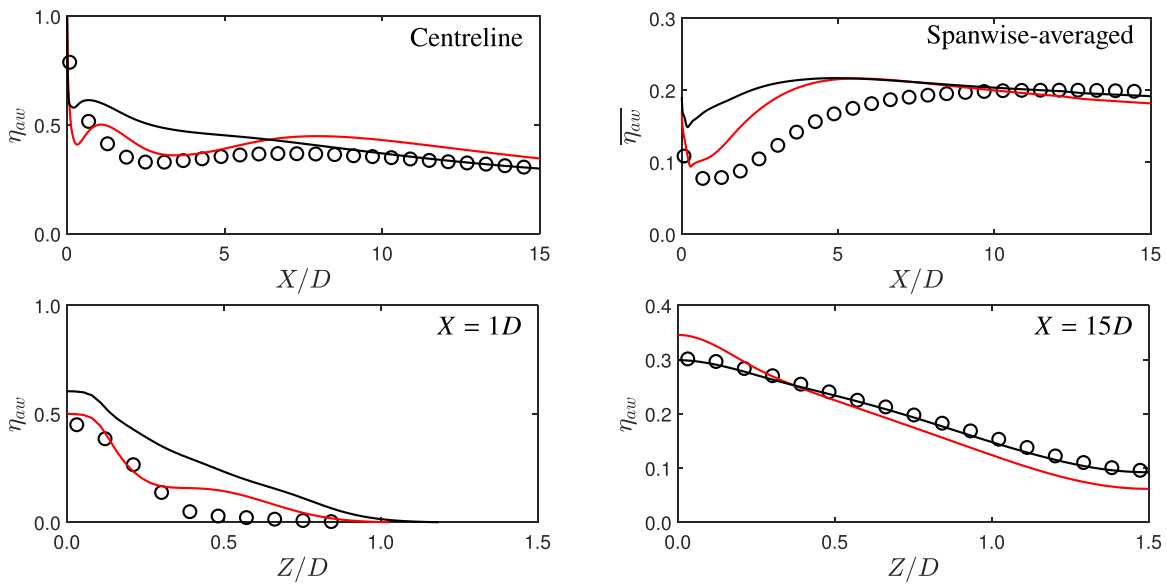 1.0
Centreline
η_aw
0.5
0.0
0 5 10 15
X/D
0.3
Spanwise-averaged
0.2
\overline{η_aw}
0.1
0.0
0 5 10 15
X/D
1.0
X = 1D
η_aw
0.5
0.0
0.0 0.5 1.0 1.5
Z/D
0.4
X = 15D
0.3
η_aw
0.2
0.1
0.0
0.0 0.5 1.0 1.5
Z/D